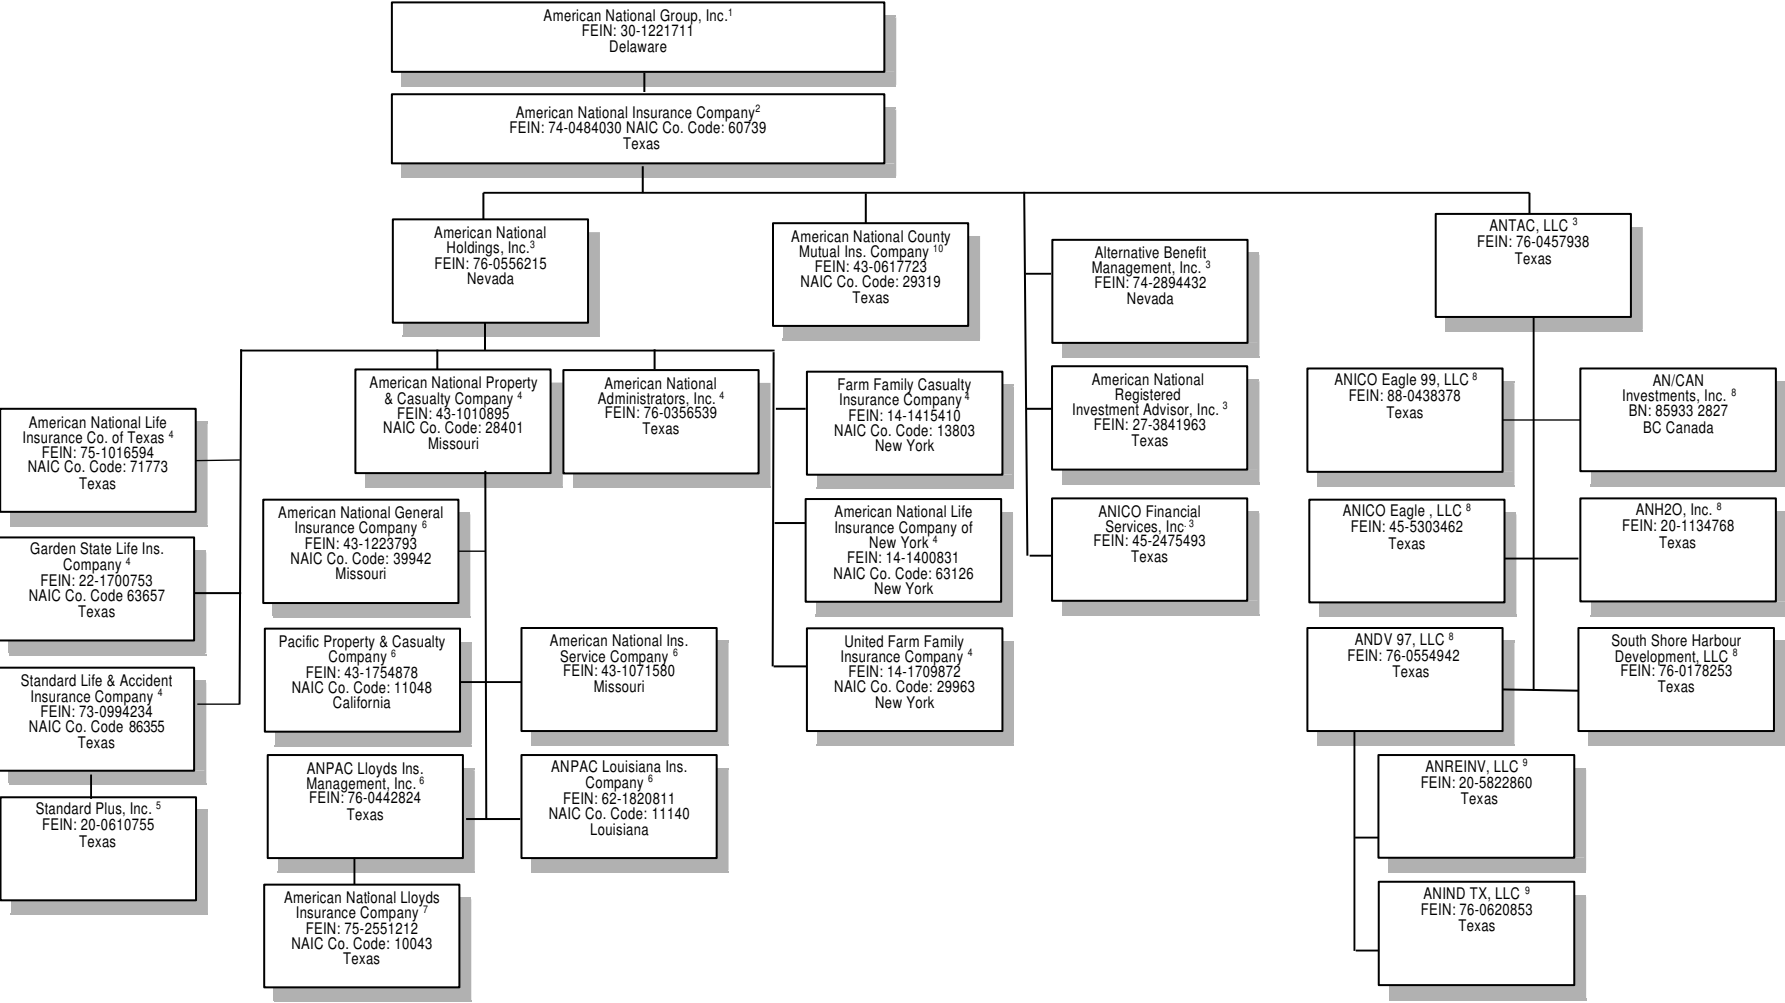 American National Group, Inc.1
FEIN: 30-1221711
Delaware
American National Insurance Company2
FEIN: 74-0484030 NAIC Co. Code: 60739
Texas
American National
Holdings, Inc.3
FEIN: 76-0556215
Nevada
American National County
Mutual Ins. Company 10
FEIN: 43-0617723
NAIC Co. Code: 29319
Texas
Alternative Benefit
Management, Inc. 3
FEIN: 74-2894432
Nevada
ANTAC, LLC 3
FEIN: 76-0457938
Texas
American National Life
Insurance Co. of Texas 4
FEIN: 75-1016594
NAIC Co. Code: 71773
Texas
American National Property
& Casualty Company 4
FEIN: 43-1010895
NAIC Co. Code: 28401
Missouri
American National
Administrators, Inc. 4
FEIN: 76-0356539
Texas
Farm Family Casualty
Insurance Company 4
FEIN: 14-1415410
NAIC Co. Code: 13803
New York
American National
Registered
Investment Advisor, Inc. 3
FEIN: 27-3841963
Texas
ANICO Eagle 99, LLC 8
FEIN: 88-0438378
Texas
AN/CAN
Investments, Inc. 8
BN: 85933 2827
BC Canada
Garden State Life Ins.
Company 4
FEIN: 22-1700753
NAIC Co. Code 63657
Texas
American National General
Insurance Company 6
FEIN: 43-1223793
NAIC Co. Code: 39942
Missouri
American National Life
Insurance Company of
New York 4
FEIN: 14-1400831
NAIC Co. Code: 63126
New York
ANICO Financial
Services, Inc. 3
FEIN: 45-2475493
Texas
ANICO Eagle , LLC 8
FEIN: 45-5303462
Texas
ANH2O, Inc. 8
FEIN: 20-1134768
Texas
Standard Life & Accident
Insurance Company 4
FEIN: 73-0994234
NAIC Co. Code 86355
Texas
Pacific Property & Casualty
Company 6
FEIN: 43-1754878
NAIC Co. Code: 11048
California
American National Ins.
Service Company 6
FEIN: 43-1071580
Missouri
United Farm Family
Insurance Company 4
FEIN: 14-1709872
NAIC Co. Code: 29963
New York
ANDV 97, LLC 8
FEIN: 76-0554942
Texas
South Shore Harbour
Development, LLC 8
FEIN: 76-0178253
Texas
Standard Plus, Inc. 5
FEIN: 20-0610755
Texas
ANPAC Lloyds Ins.
Management, Inc. 6
FEIN: 76-0442824
Texas
ANPAC Louisiana Ins.
Company 6
FEIN: 62-1820811
NAIC Co. Code: 11140
Louisiana
ANREINV, LLC 9
FEIN: 20-5822860
Texas
American National Lloyds
Insurance Company 7
FEIN: 75-2551212
NAIC Co. Code: 10043
Texas
ANIND TX, LLC 9
FEIN: 76-0620853
Texas